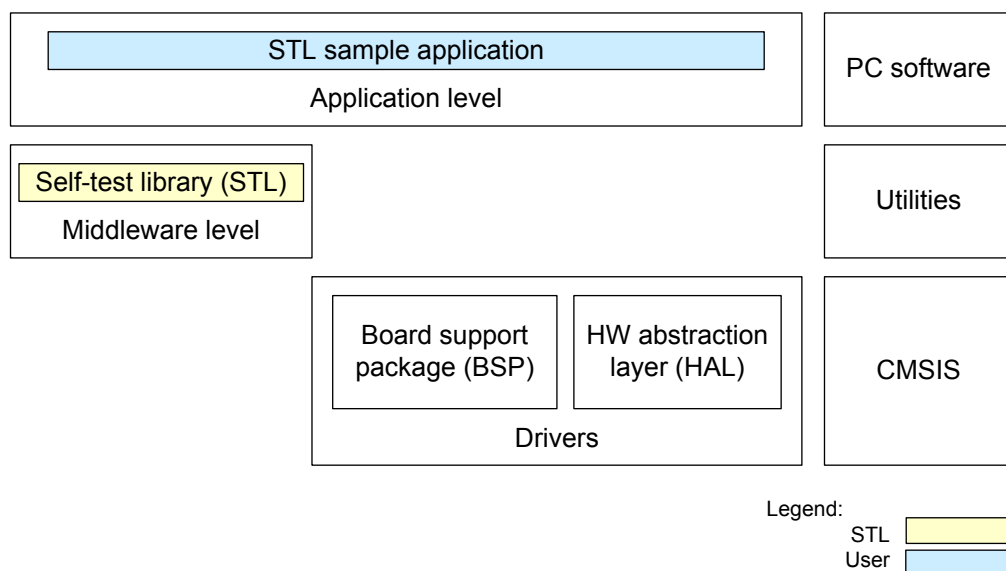 STL sample application
Application level
PC software
Self-test library (STL)
Middleware level
Utilities
Board support
package (BSP)
HW abstraction
layer (HAL)
Drivers
CMSIS
Legend:
STL
User